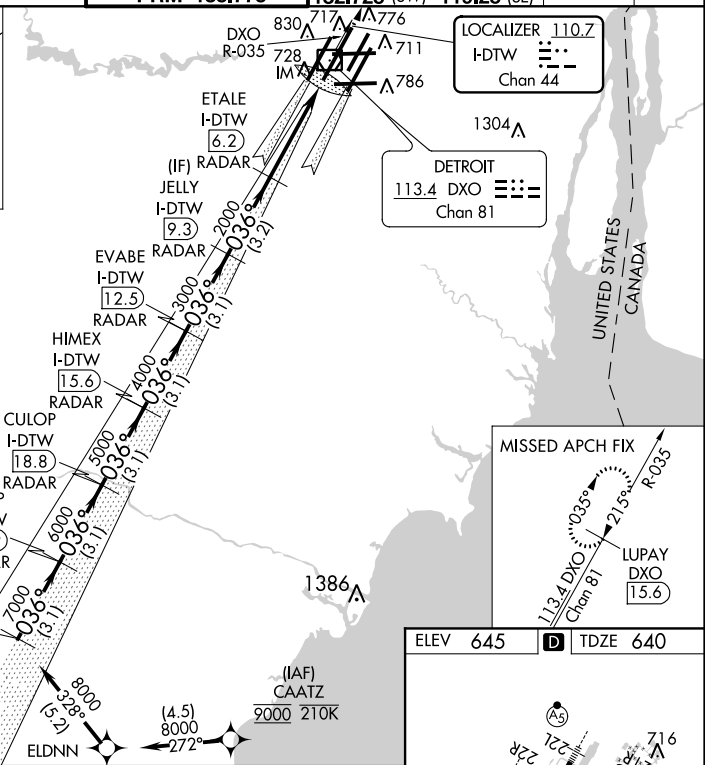 830
717
776
DXO
R-035
728
IM
711
786
LOCALIZER 110.7
I-DTW
Chan 44
1304
DETROIT
113.4 DXO
Chan 81
ETALE
I-DTW
6.2
RADAR
(IF)
JELLY
I-DTW
9.3
RADAR
2000
036°
(3.2)
EVABE
I-DTW
12.5
RADAR
3000
036°
(3.1)
HIMEX
I-DTW
15.6
RADAR
4000
036°
(3.1)
CULOP
I-DTW
18.8
RADAR
5000
036°
(3.1)
6000
036°
(3.1)
7000
036°
(3.1)
UNITED STATES
CANADA
1386
MISSED APCH FIX
R-035
035°
215°
113.4 DXO
Chan 81
LUPAY
DXO
15.6
8000
328°
(5.2)
ELDNN
(4.5)
8000
272°
(IAF)
CAATZ
9000 210K
ELEV 645 D TDZE 640
A5
22L
22R
716